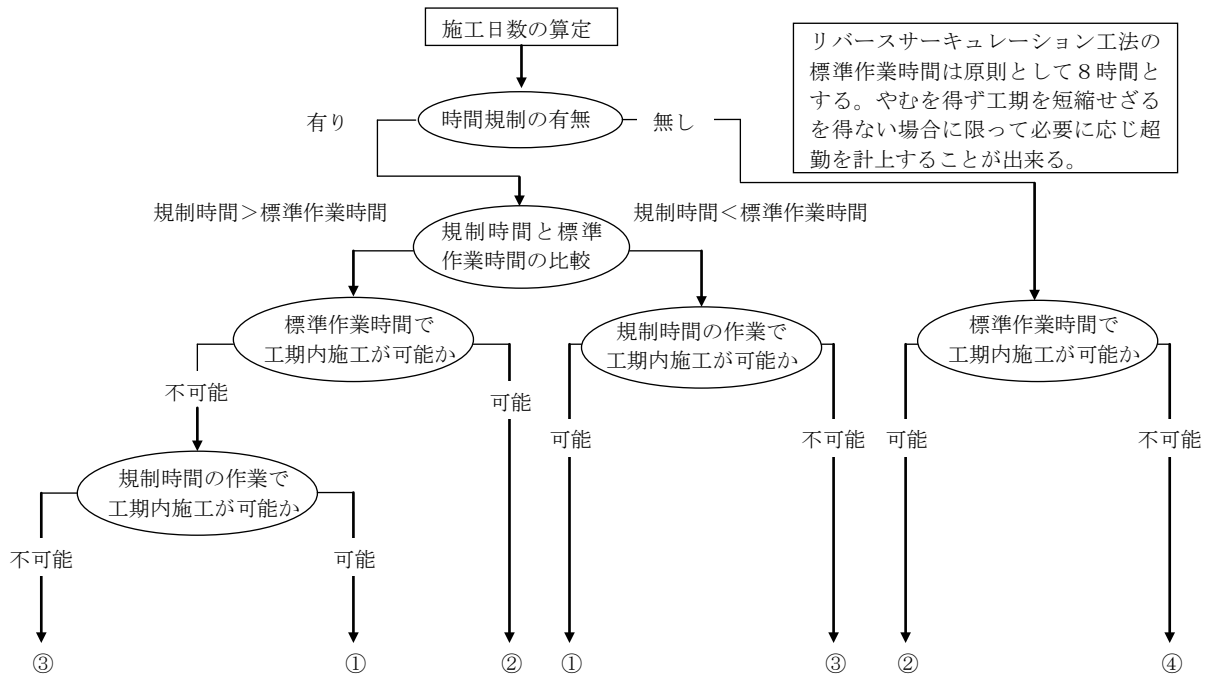 施工日数の算定
リバースサーキュレーション工法の
標準作業時間は原則として８時間と
する。やむを得ず工期を短縮せざる
を得ない場合に限って必要に応じ超
勤を計上することが出来る。
有り
時間規制の有無
無し
規制時間＞標準作業時間
規制時間＜標準作業時間
規制時間と標準
作業時間の比較
標準作業時間で
工期内施工が可能か
規制時間の作業で
工期内施工が可能か
標準作業時間で
工期内施工が可能か
不可能
可能
可能
不可能
可能
不可能
規制時間の作業で
工期内施工が可能か
不可能
可能
③
①
②
①
③
②
④